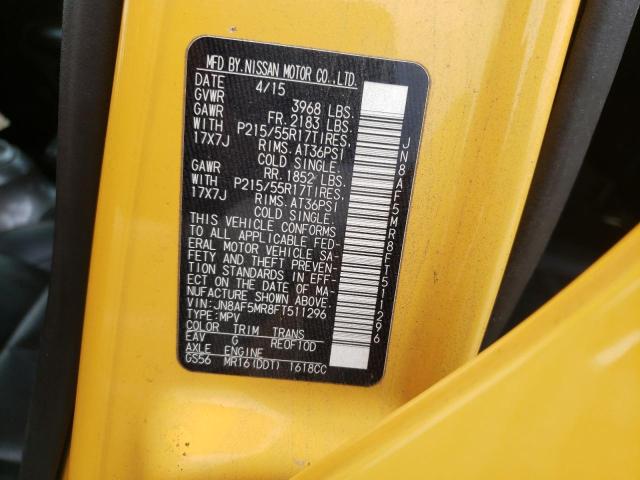 MFD BY. NISSAN MOTOR CO., LTD.
DATE 4/15
GVWR 3968 LBS.
GAWR FR. 2183 LBS.
WITH P215/55R17TIRES.
17X7J RIMS. AT36PSI
COLD SINGLE.
GAWR RR. 1852 LBS.
WITH P215/55R17TIRES.
17X7J RIMS. AT36PSI
COLD SINGLE.
THIS VEHICLE CONFORMS
TO ALL APPLICABLE FED-
ERAL MOTOR VEHICLE SA-
FETY AND THEFT PREVEN-
TION STANDARDS IN EFF-
ECT ON THE DATE OF MA-
NUFACTURE SHOWN ABOVE.
VIN: JN8AF5MR8FT511296
TYPE: MPV
COLOR TRIM TRANS
EAV G RE0F10D
AXLE ENGINE
GS56 MR16(DDT) 1618CC
JN8AF5MR8FT511296